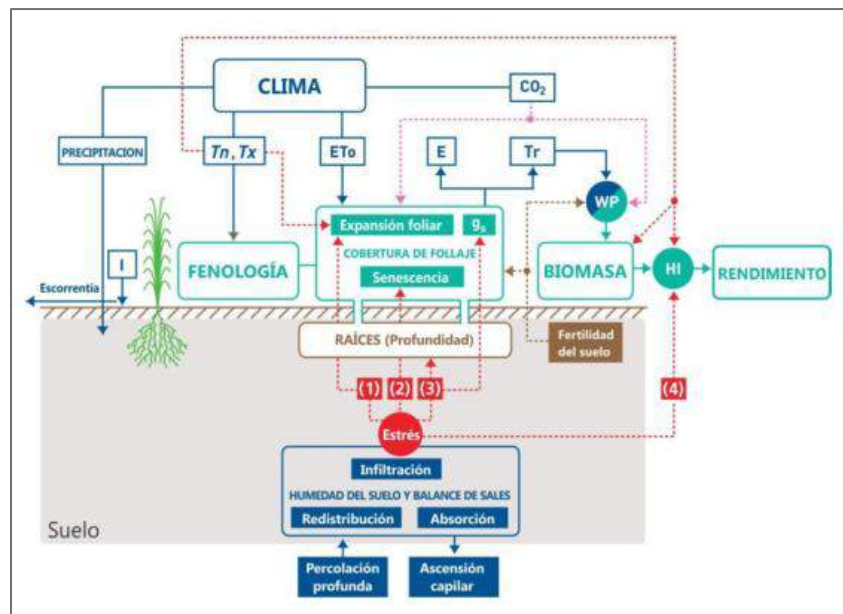 CLIMA
CO₂
PRECIPITACION
Tn, Tx
ETo
E
Tr
WP
Expansión foliar
gs
I
FENOLOGÍA
COBERTURA DE FOLLAJE
Senescencia
BIOMASA
HI
RENDIMIENTO
Escorrentía
RAÍCES (Profundidad)
Fertilidad
del suelo
(1)
(2)
(3)
(4)
Estrés
Infiltración
HUMEDAD DEL SUELO Y BALANCE DE SALES
Redistribución
Absorción
Suelo
Percolación
profunda
Ascensión
capilar